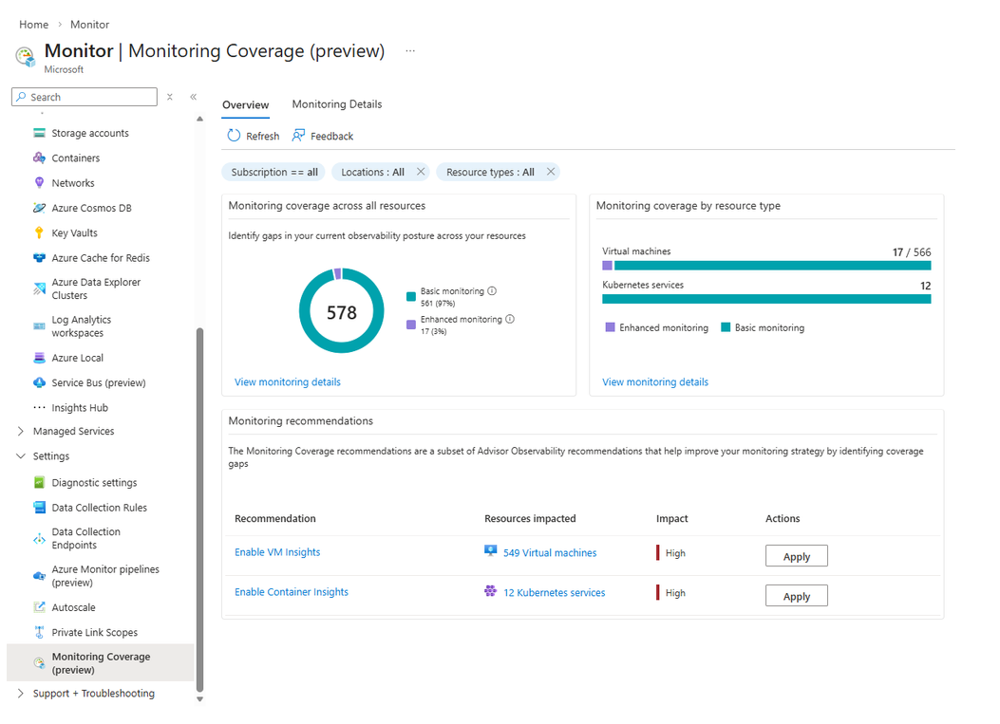 Home > Monitor
Monitor | Monitoring Coverage (preview) ...
Microsoft
Search
Storage accounts
Containers
Networks
Azure Cosmos DB
Key Vaults
Azure Cache for Redis
Azure Data Explorer
Clusters
Log Analytics
workspaces
Azure Local
Service Bus (preview)
Insights Hub
Managed Services
Settings
Diagnostic settings
Data Collection Rules
Data Collection
Endpoints
Azure Monitor pipelines
(preview)
Autoscale
Private Link Scopes
Monitoring Coverage
(preview)
Support + Troubleshooting
Overview Monitoring Details
Refresh Feedback
Subscription == all Locations : All Resource types : All
Monitoring coverage across all resources
Identify gaps in your current observability posture across your resources
578
Basic monitoring
561 (97%)
Enhanced monitoring
17 (3%)
View monitoring details
Monitoring coverage by resource type
Virtual machines 17 / 566
Kubernetes services 12
Enhanced monitoring Basic monitoring
View monitoring details
Monitoring recommendations
The Monitoring Coverage recommendations are a subset of Advisor Observability recommendations that help improve your monitoring strategy by identifying coverage
gaps
Recommendation Resources impacted Impact Actions
Enable VM Insights 549 Virtual machines High Apply
Enable Container Insights 12 Kubernetes services High Apply